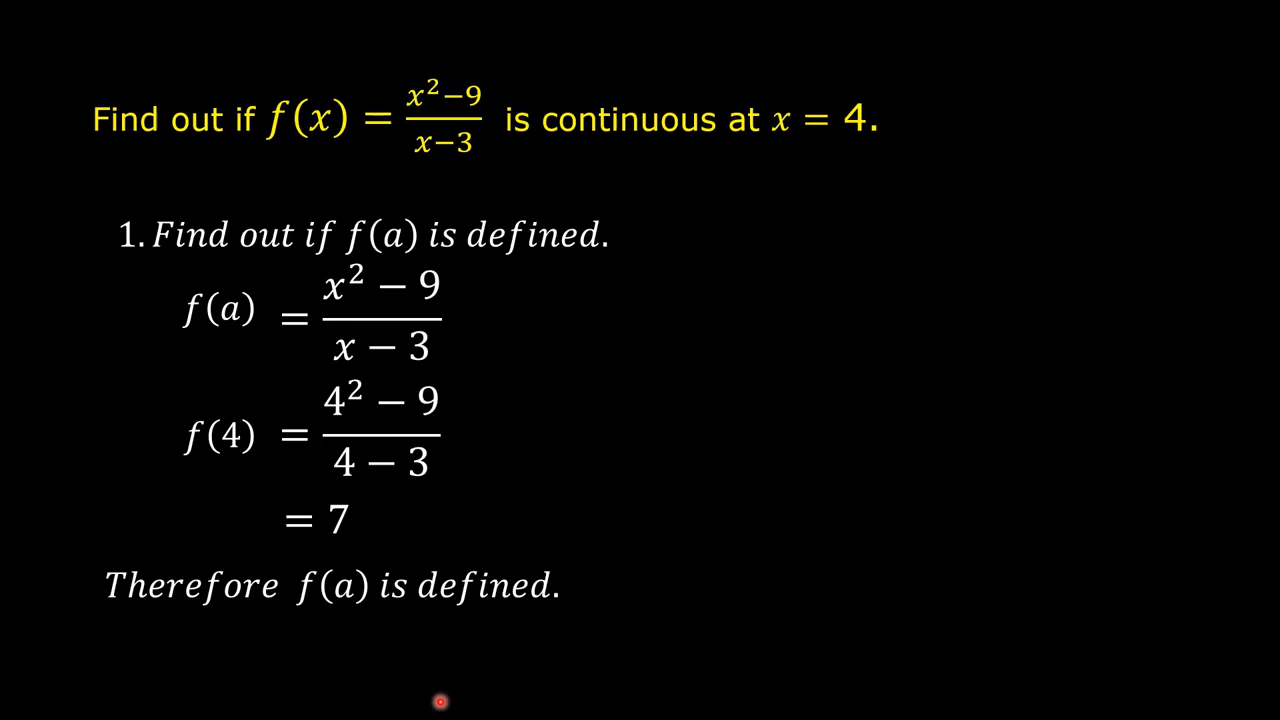 Find out if f(x) = (x² − 9)/(x − 3) is continuous at x = 4.
1. Find out if f(a) is defined.
f(a) = (x² − 9)/(x − 3)
f(4) = (4² − 9)/(4 − 3)
= 7
Therefore f(a) is defined.